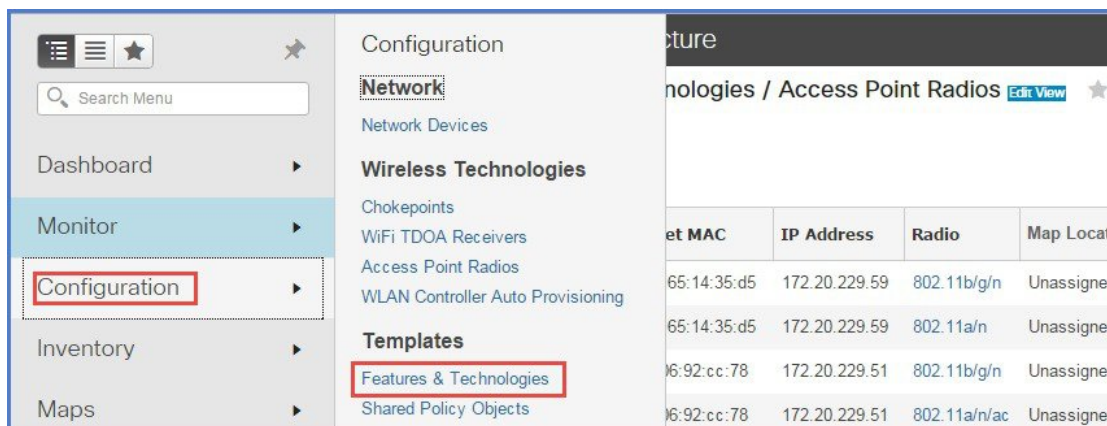 Search Menu
Dashboard
Monitor
Configuration
Inventory
Maps
Configuration
Network
Network Devices
Wireless Technologies
Chokepoints
WiFi TDOA Receivers
Access Point Radios
WLAN Controller Auto Provisioning
Templates
Features & Technologies
Shared Policy Objects
cture
nologies / Access Point Radios Edit View
et MAC IP Address Radio Map Locat
65:14:35:d5 172.20.229.59 802.11b/g/n Unassigne
65:14:35:d5 172.20.229.59 802.11a/n Unassigne
06:92:cc:78 172.20.229.51 802.11b/g/n Unassigne
06:92:cc:78 172.20.229.51 802.11a/n/ac Unassigne